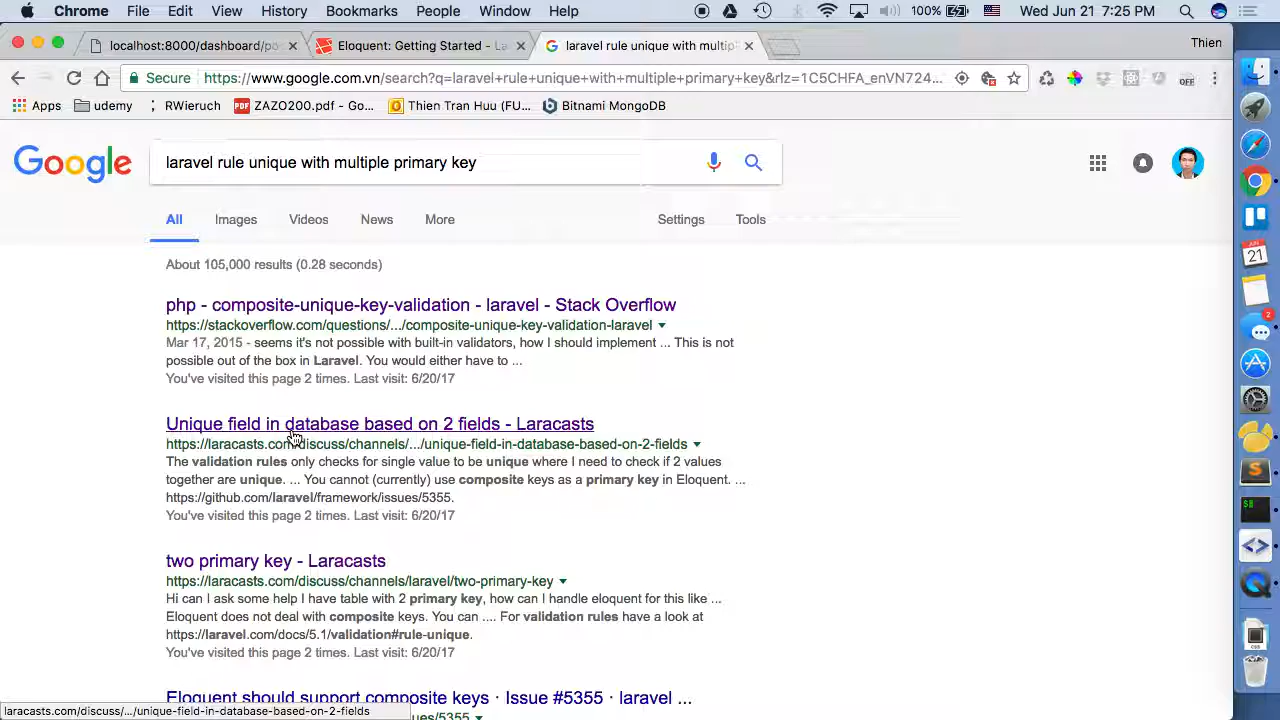 Chrome File Edit View History Bookmarks People Window Help 100% Wed Jun 21 7:25 PM
localhost:8000/dashboard/po Eloquent: Getting Started - La laravel rule unique with multip Thien
Secure https://www.google.com.vn/search?q=laravel+rule+unique+with+multiple+primary+key&rlz=1C5CHFA_enVN724... OFF
Apps udemy RWieruch PDF ZAZO200.pdf - Go... Thien Tran Huu (FU... Bitnami MongoDB
Google laravel rule unique with multiple primary key
All Images Videos News More Settings Tools
About 105,000 results (0.28 seconds)
php - composite-unique-key-validation - laravel - Stack Overflow
https://stackoverflow.com/questions/.../composite-unique-key-validation-laravel
Mar 17, 2015 - seems it's not possible with built-in validators, how I should implement ... This is not
possible out of the box in Laravel. You would either have to ...
You've visited this page 2 times. Last visit: 6/20/17
Unique field in database based on 2 fields - Laracasts
https://laracasts.com/discuss/channels/.../unique-field-in-database-based-on-2-fields
The validation rules only checks for single value to be unique where I need to check if 2 values
together are unique. ... You cannot (currently) use composite keys as a primary key in Eloquent. ...
https://github.com/laravel/framework/issues/5355.
You've visited this page 2 times. Last visit: 6/20/17
two primary key - Laracasts
https://laracasts.com/discuss/channels/laravel/two-primary-key
Hi can I ask some help I have table with 2 primary key, how can I handle eloquent for this like ...
Eloquent does not deal with composite keys. You can .... For validation rules have a look at
https://laravel.com/docs/5.1/validation#rule-unique.
You've visited this page 2 times. Last visit: 6/20/17
Eloquent should support composite keys · Issue #5355 · laravel ...
ues/5355
laracasts.com/discuss/.../unique-field-in-database-based-on-2-fields
JUN
21
2
css